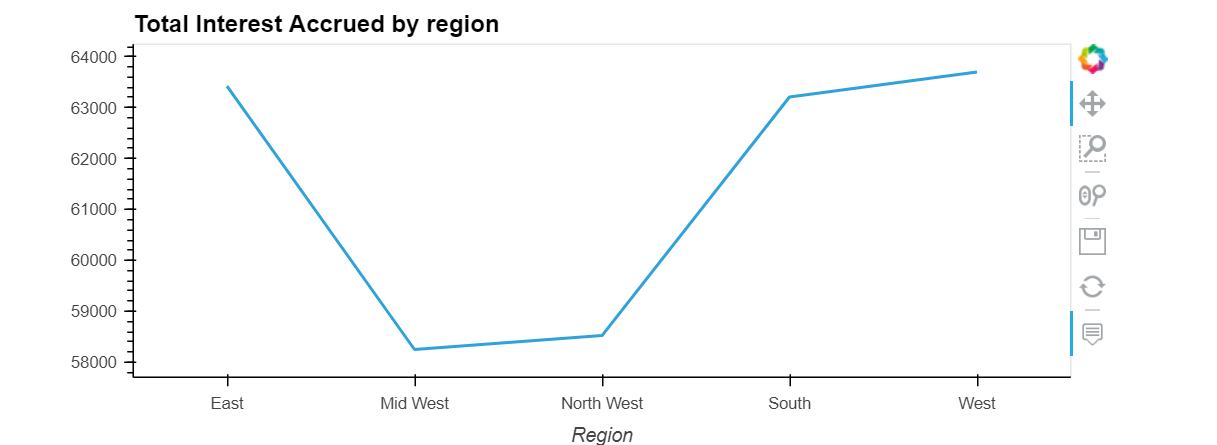 Total Interest Accrued by region
64000
63000
62000
61000
60000
59000
58000
East Mid West North West South West
Region